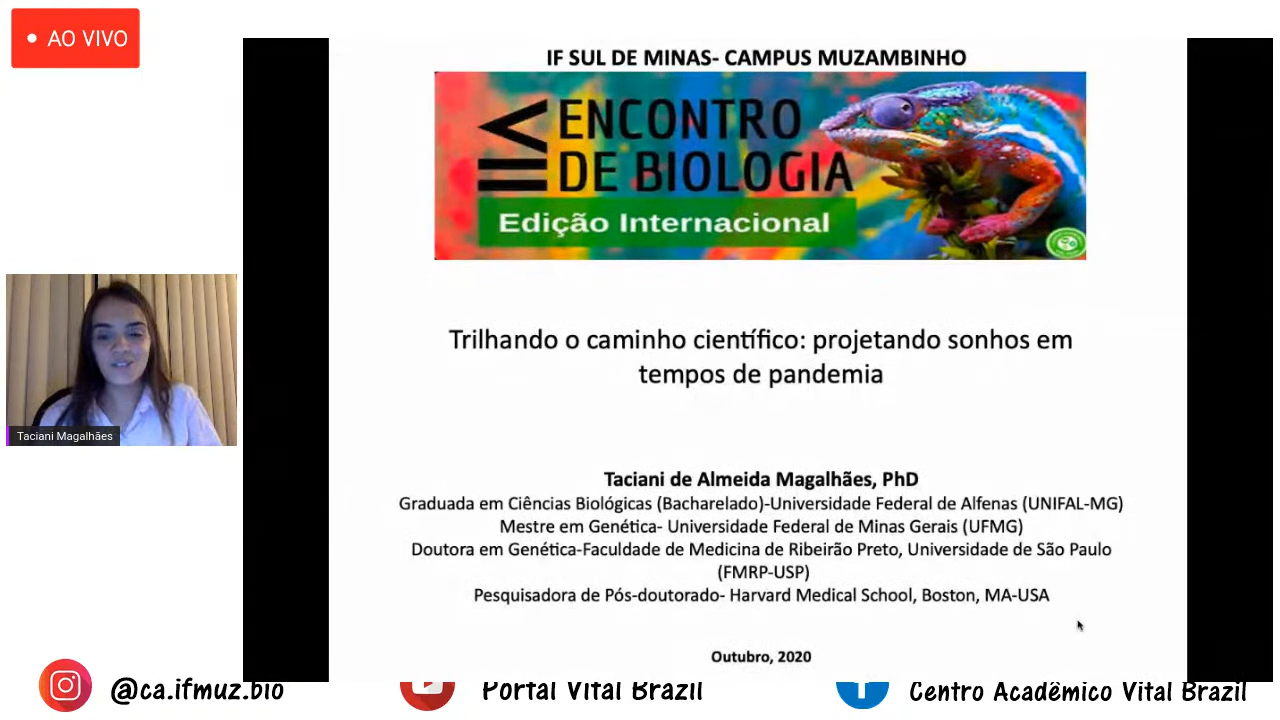 AO VIVO
IF SUL DE MINAS- CAMPUS MUZAMBINHO
IV ENCONTRO
DE BIOLOGIA
Edição Internacional
Trilhando o caminho científico: projetando sonhos em
tempos de pandemia
Taciani Magalhães
Taciani de Almeida Magalhães, PhD
Graduada em Ciências Biológicas (Bacharelado)-Universidade Federal de Alfenas (UNIFAL-MG)
Mestre em Genética- Universidade Federal de Minas Gerais (UFMG)
Doutora em Genética-Faculdade de Medicina de Ribeirão Preto, Universidade de São Paulo
(FMRP-USP)
Pesquisadora de Pós-doutorado- Harvard Medical School, Boston, MA-USA
Outubro, 2020
@ca.ifmuz.bio
Portal Vital Brazil
Centro Acadêmico Vital Brazil